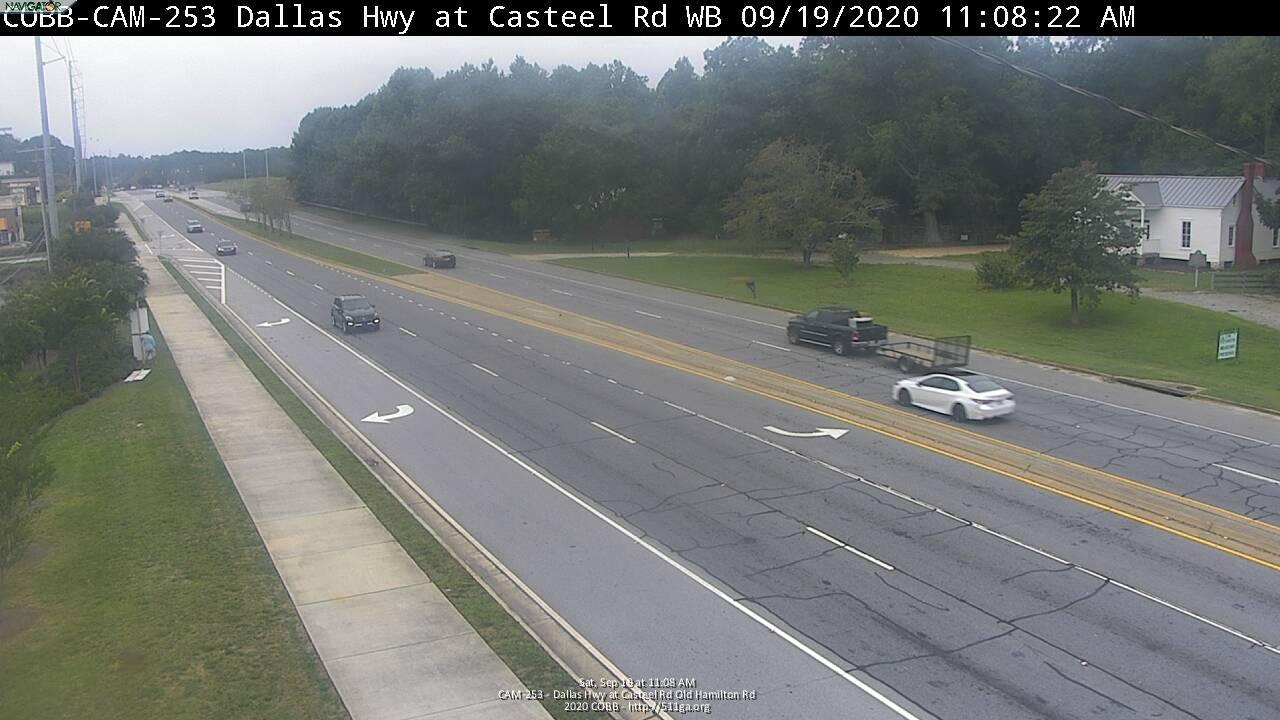 NAVIGATOR
COBB-CAM-253 Dallas Hwy at Casteel Rd WB 09/19/2020 11:08:22 AM
Sat, Sep 19 at 11:08 AM
CAM-253 - Dallas Hwy at Casteel Rd Old Hamilton Rd
2020 COBB - http://511ga.org